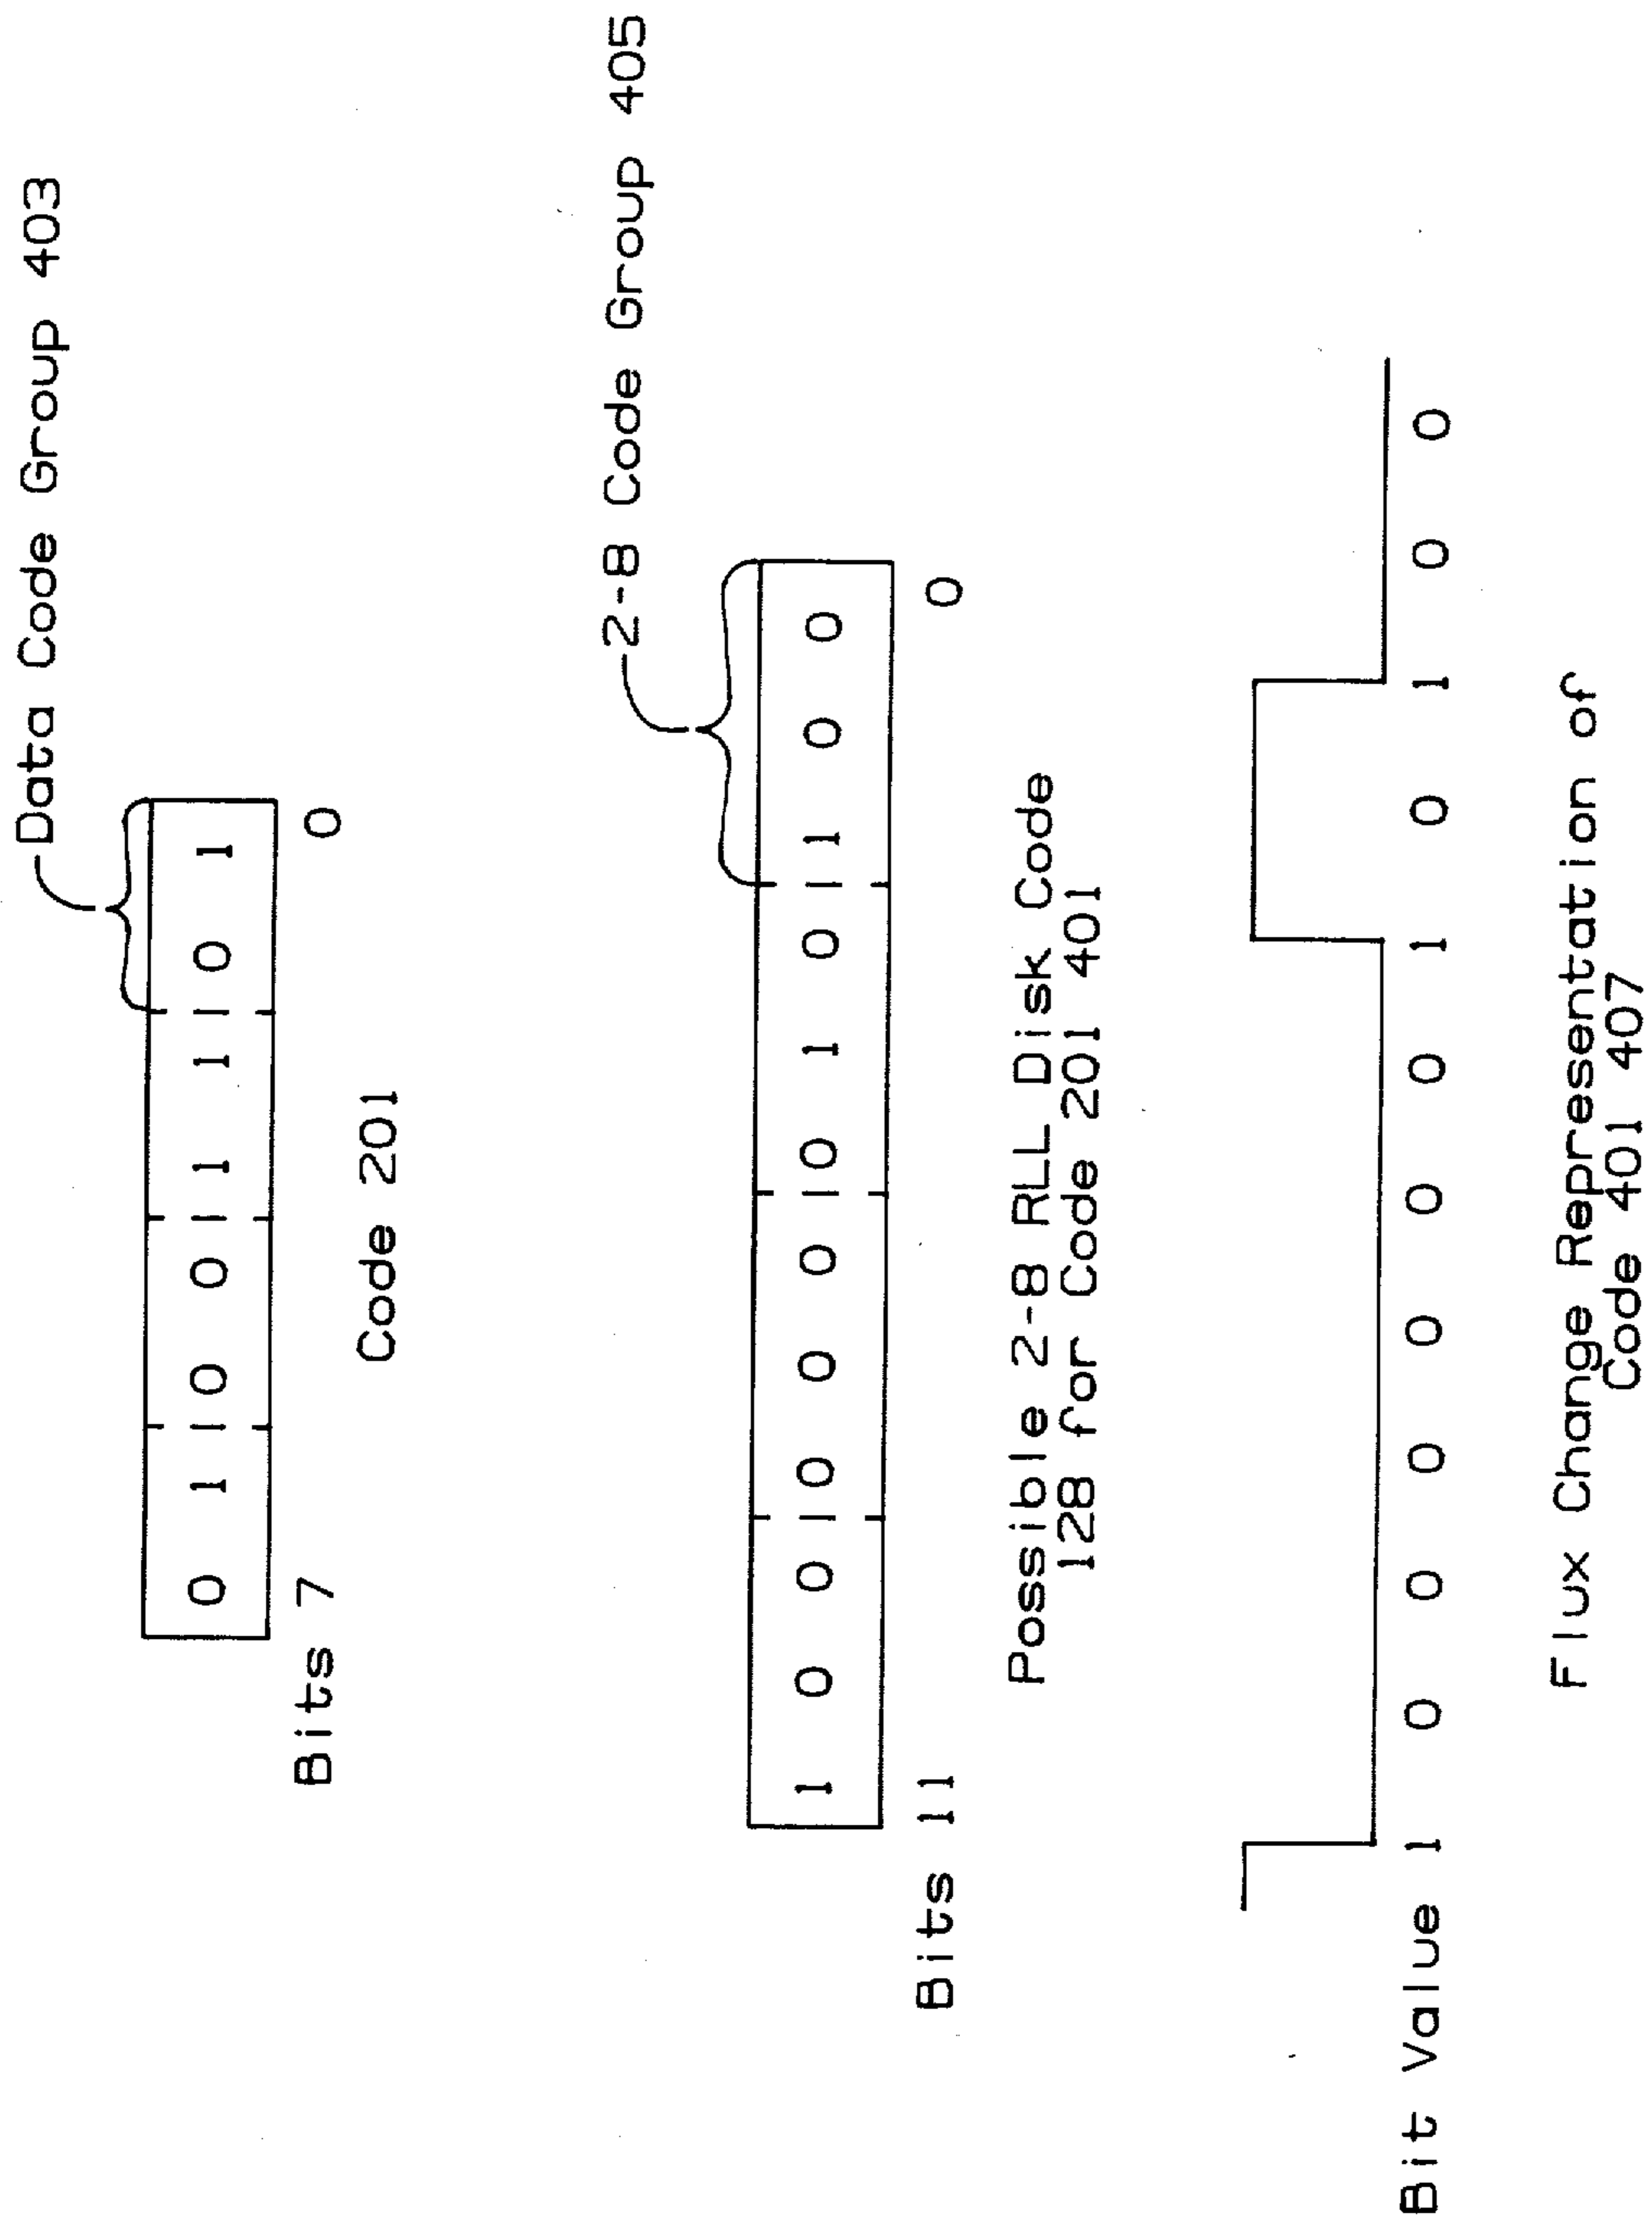 Data Code Group 403
0 1 0 0 1 1 0 1
Bits 7 0
Code 201
2-8 Code Group 405
1 0 0 0 0 0 0 1 0 1 0 0
Bits 11 0
Possible 2-8 RLL Disk Code
128 for Code 201 401
Bit Value 1 0 0 0 0 0 0 1 0 1 0 0
Flux Change Representation of
Code 401 407